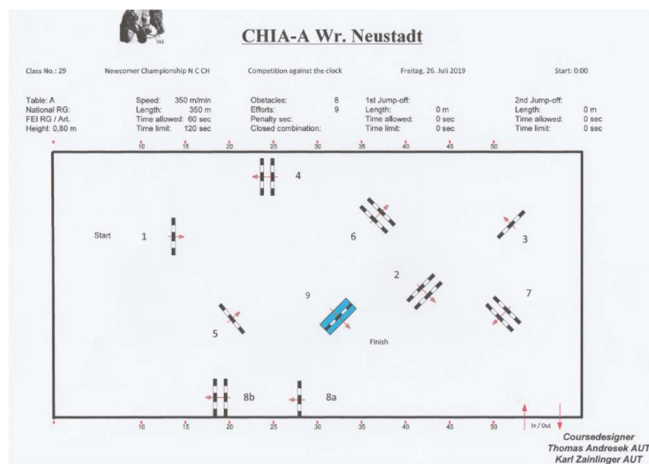 CHIA-A Wr. Neustadt
Class No.: 29 Newcomer Championship N C CH Competition against the clock Freitag, 26. Juli 2019 Start: 0:00
Table: A Speed: 350 m/min Obstacles: 8 1st Jump-off: 2nd Jump-off:
National RG: Length: 350 m Efforts: 9 Length: 0 m Length: 0 m
FEI RG / Art. Time allowed: 60 sec Penalty sec: Time allowed: 0 sec Time allowed: 0 sec
Height: 0,80 m Time limit: 120 sec Closed combination: Time limit: 0 sec Time limit: 0 sec
10 15 20 25 30 35 40 45 50
4
Start 1 6 3
2
9 7
5
Finish
8b 8a
10 15 20 25 30 35 40 45 50 In / Out
Coursedesigner
Thomas Andresek AUT
Karl Zainlinger AUT